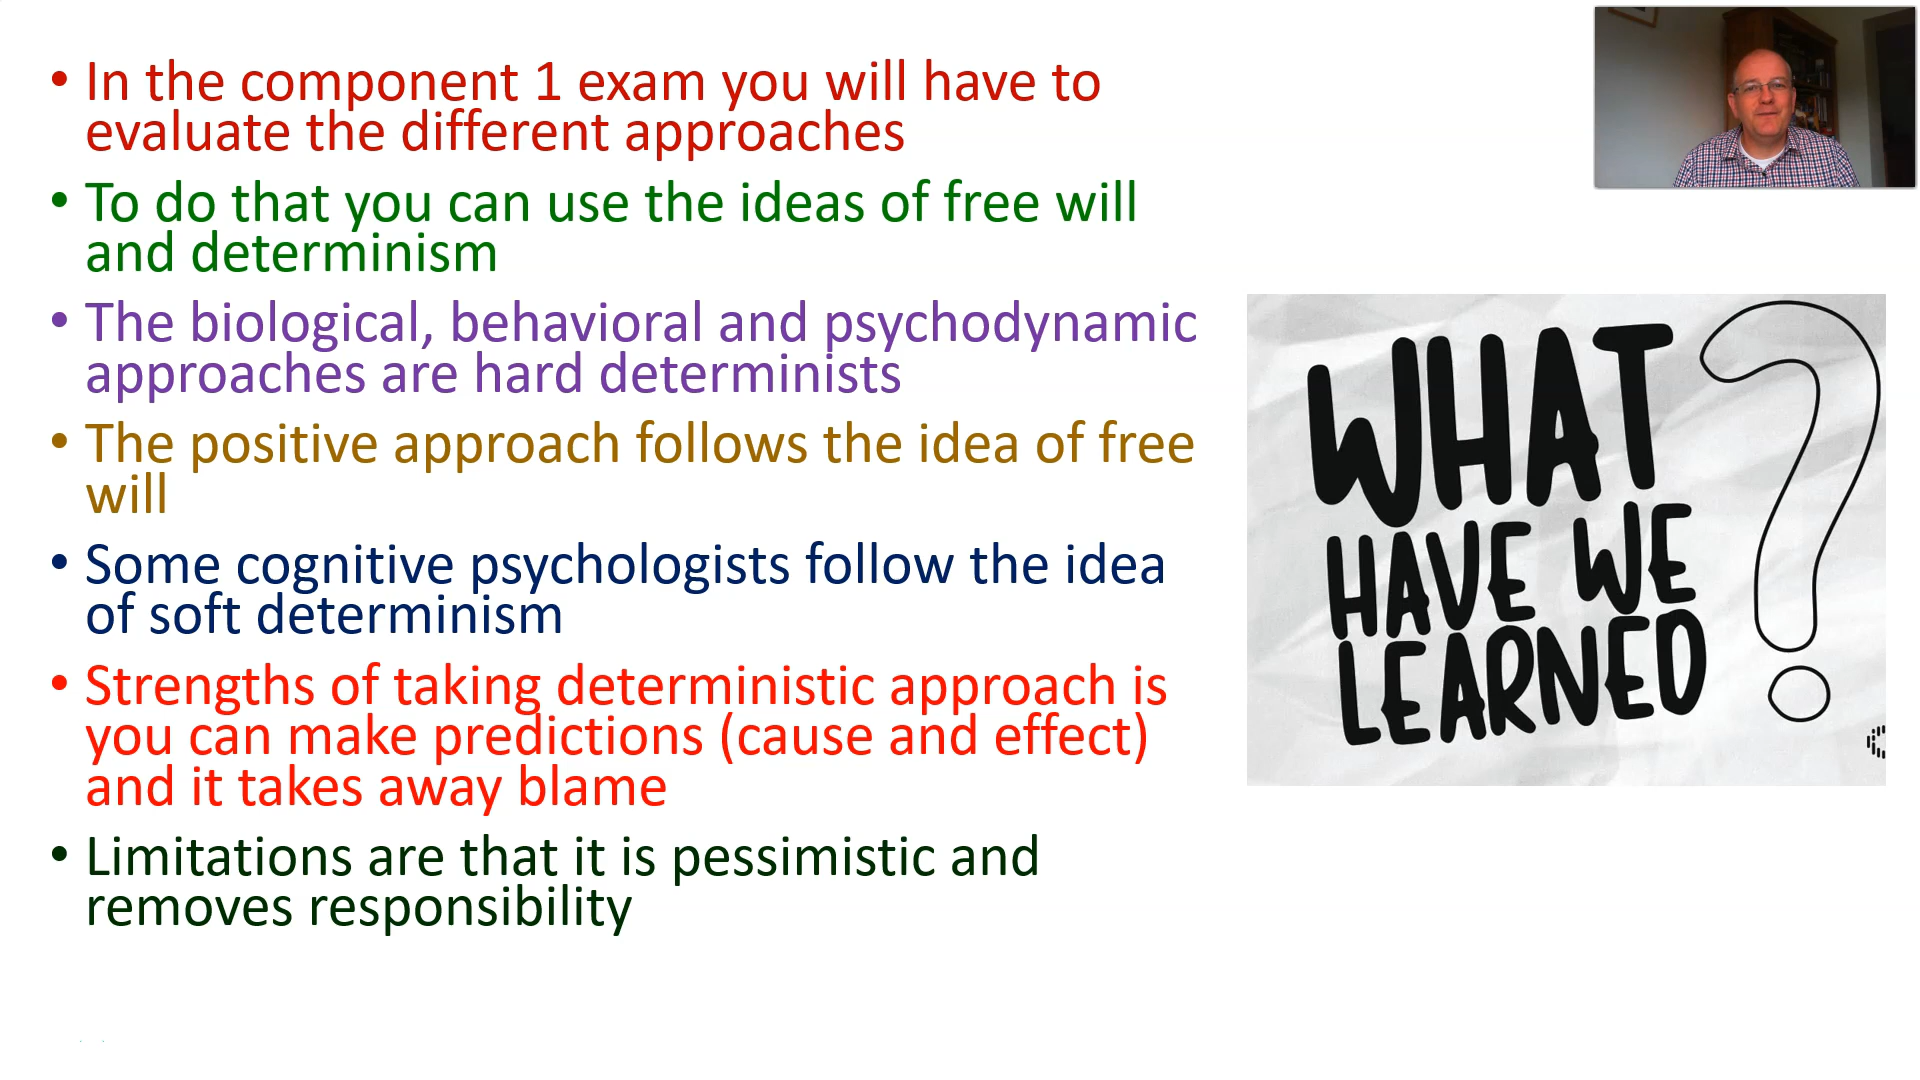 • In the component 1 exam you will have to
evaluate the different approaches
• To do that you can use the ideas of free will
and determinism
• The biological, behavioral and psychodynamic
approaches are hard determinists
• The positive approach follows the idea of free
will
• Some cognitive psychologists follow the idea
of soft determinism
• Strengths of taking deterministic approach is
you can make predictions (cause and effect)
and it takes away blame
• Limitations are that it is pessimistic and
removes responsibility
WHAT
HAVE WE
LEARNED?